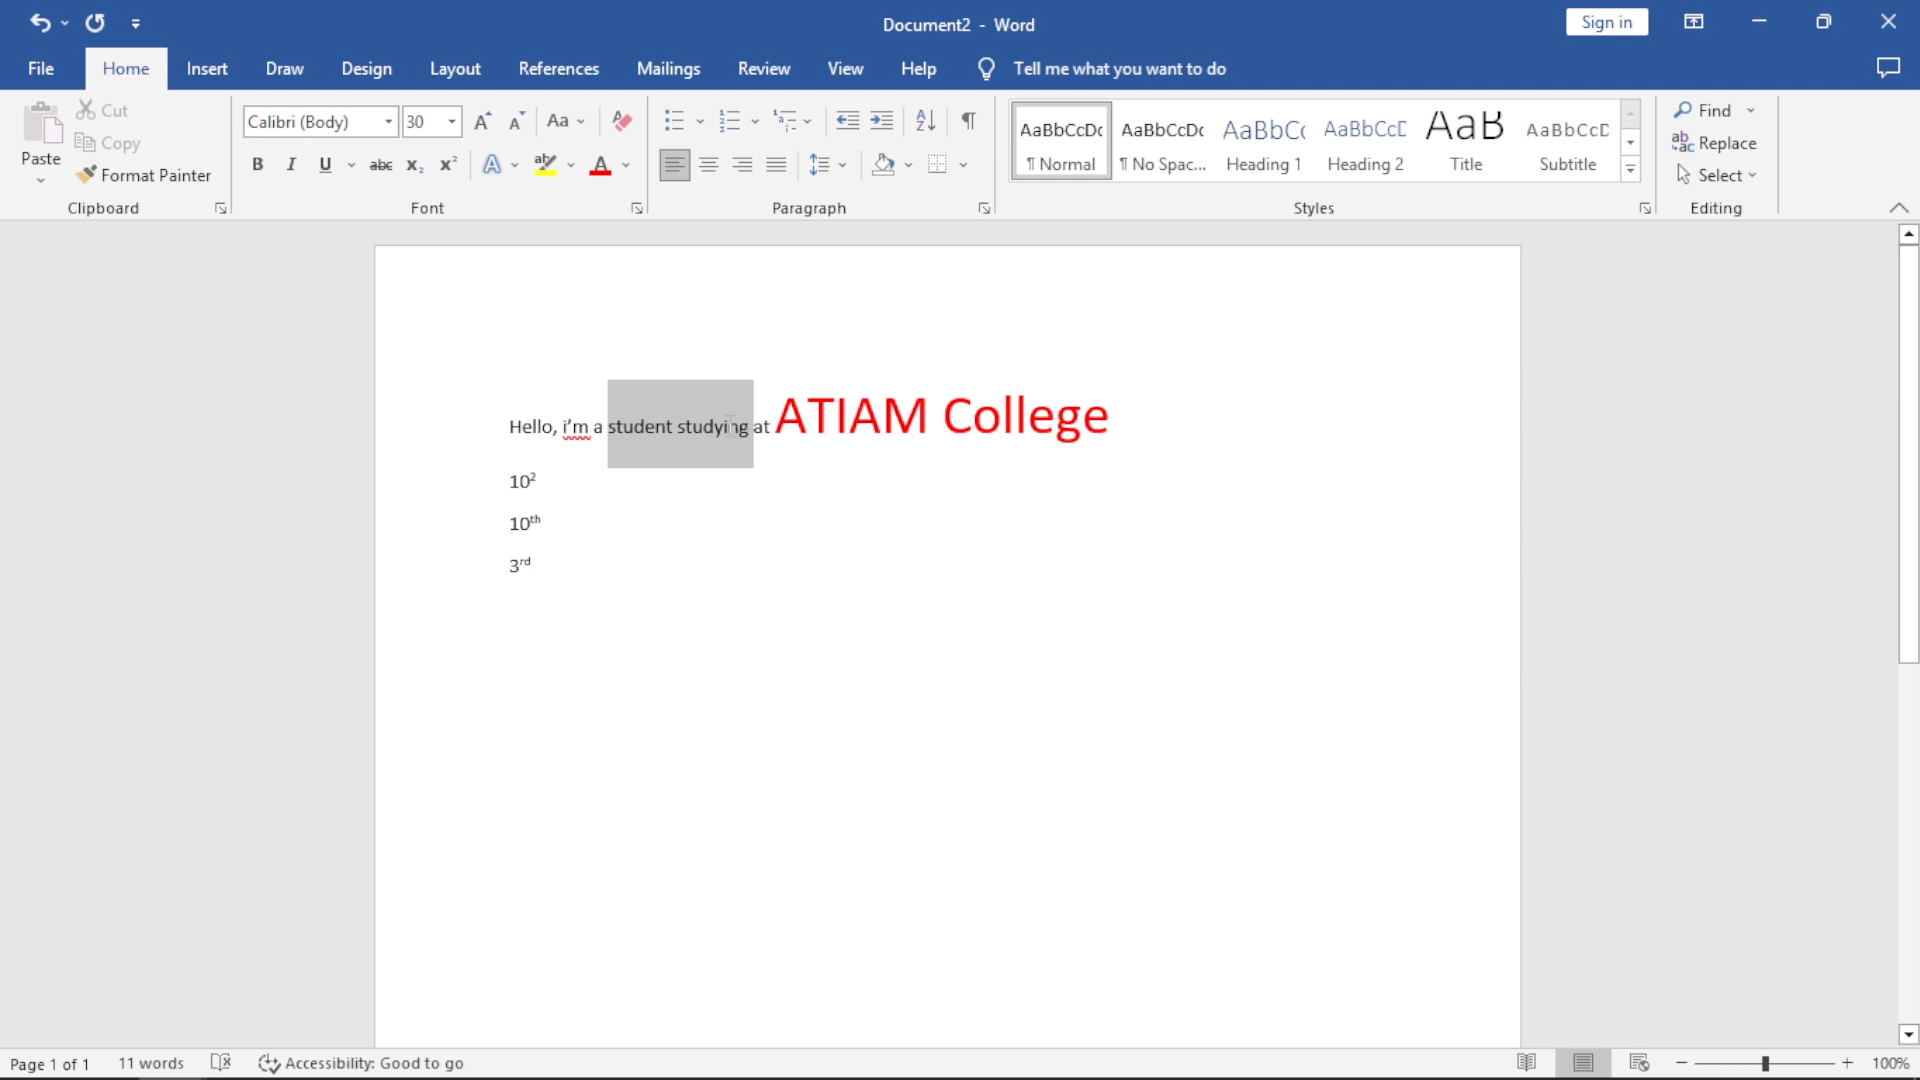 Document2 - Word
Sign in
File Home Insert Draw Design Layout References Mailings Review View Help Tell me what you want to do
Paste
Cut
Copy
Format Painter
Clipboard
Calibri (Body) 30
Aa
B I U abc x₂ x² A A
Font
Paragraph
AaBbCcDc AaBbCcDc AaBbC AaBbCcD AaB AaBbCcD
¶ Normal ¶ No Spac... Heading 1 Heading 2 Title Subtitle
Styles
Find
Replace
Select
Editing
Hello, i'm a student studying at ATIAM College
10²
10th
3rd
Page 1 of 1 11 words Accessibility: Good to go 100%